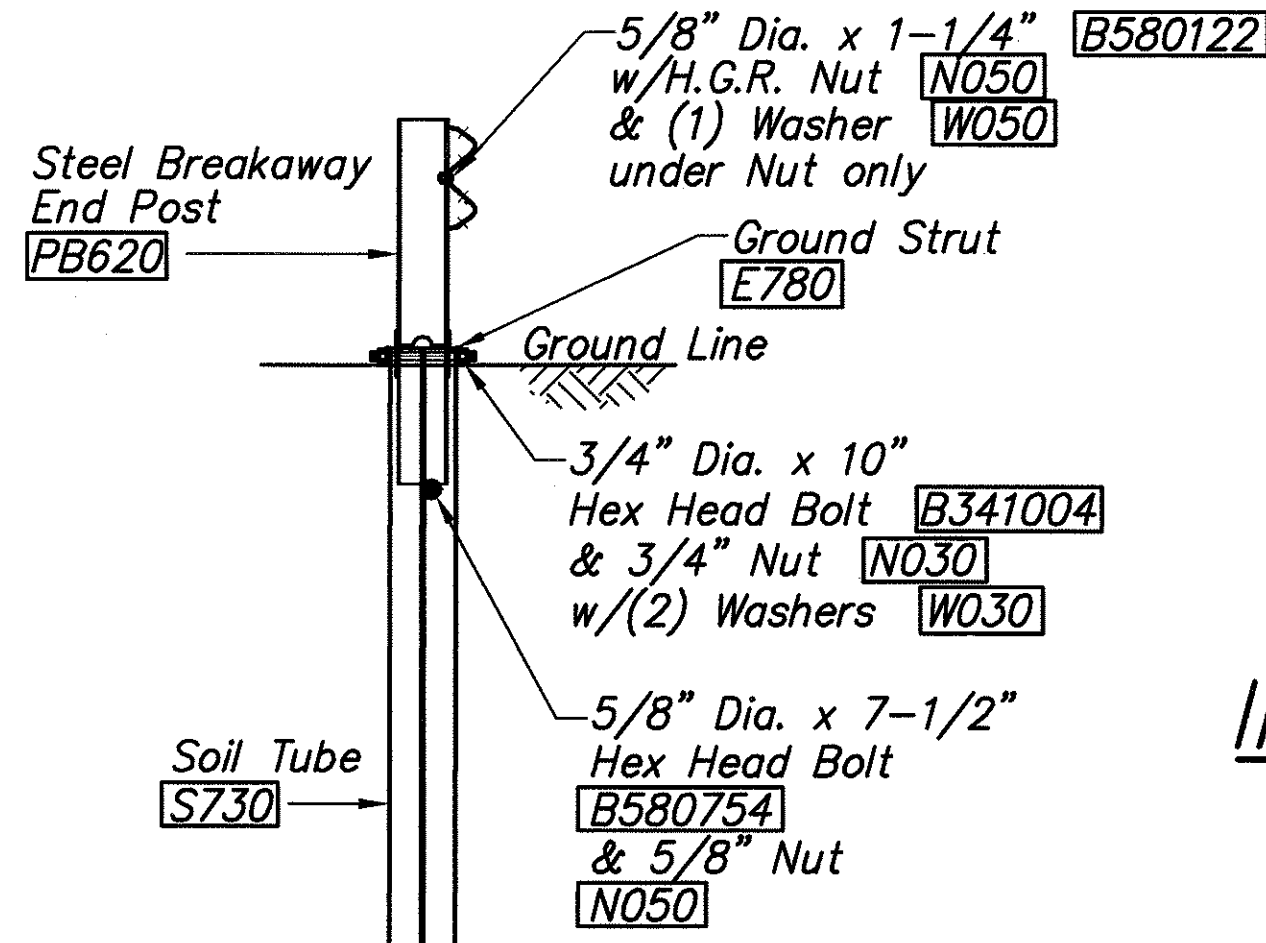 5/8" Dia. x 1-1/4" B580122
w/H.G.R. Nut N050
& (1) Washer W050
under Nut only
Steel Breakaway
End Post
PB620
Ground Strut
E780
Ground Line
3/4" Dia. x 10"
Hex Head Bolt B341004
& 3/4" Nut N030
w/(2) Washers W030
5/8" Dia. x 7-1/2"
Hex Head Bolt
B580754
& 5/8" Nut
N050
Soil Tube
S730